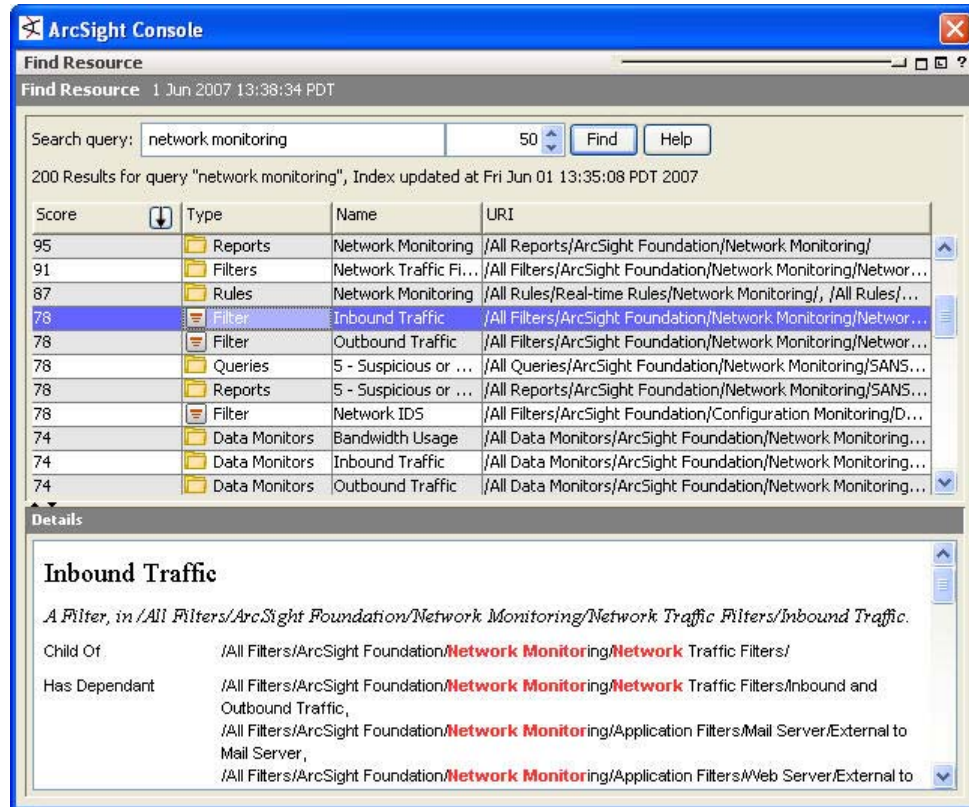 ArcSight Console
Find Resource
?
Find Resource 1 Jun 2007 13:38:34 PDT
Search query: network monitoring 50 Find Help
200 Results for query "network monitoring", Index updated at Fri Jun 01 13:35:08 PDT 2007
Score Type Name URI
95 Reports Network Monitoring /All Reports/ArcSight Foundation/Network Monitoring/
91 Filters Network Traffic Fi... /All Filters/ArcSight Foundation/Network Monitoring/Networ...
87 Rules Network Monitoring /All Rules/Real-time Rules/Network Monitoring/, /All Rules/...
78 Filter Inbound Traffic /All Filters/ArcSight Foundation/Network Monitoring/Networ...
78 Filter Outbound Traffic /All Filters/ArcSight Foundation/Network Monitoring/Networ...
78 Queries 5 - Suspicious or ... /All Queries/ArcSight Foundation/Network Monitoring/SANS...
78 Reports 5 - Suspicious or ... /All Reports/ArcSight Foundation/Network Monitoring/SANS...
78 Filter Network IDS /All Filters/ArcSight Foundation/Configuration Monitoring/D...
74 Data Monitors Bandwidth Usage /All Data Monitors/ArcSight Foundation/Network Monitoring...
74 Data Monitors Inbound Traffic /All Data Monitors/ArcSight Foundation/Network Monitoring...
74 Data Monitors Outbound Traffic /All Data Monitors/ArcSight Foundation/Network Monitoring...
Details
Inbound Traffic
A Filter, in /All Filters/ArcSight Foundation/Network Monitoring/Network Traffic Filters/Inbound Traffic.
Child Of /All Filters/ArcSight Foundation/Network Monitoring/Network Traffic Filters/
Has Dependant /All Filters/ArcSight Foundation/Network Monitoring/Network Traffic Filters/Inbound and
Outbound Traffic,
/All Filters/ArcSight Foundation/Network Monitoring/Application Filters/Mail Server/External to
Mail Server,
/All Filters/ArcSight Foundation/Network Monitoring/Application Filters/Web Server/External to